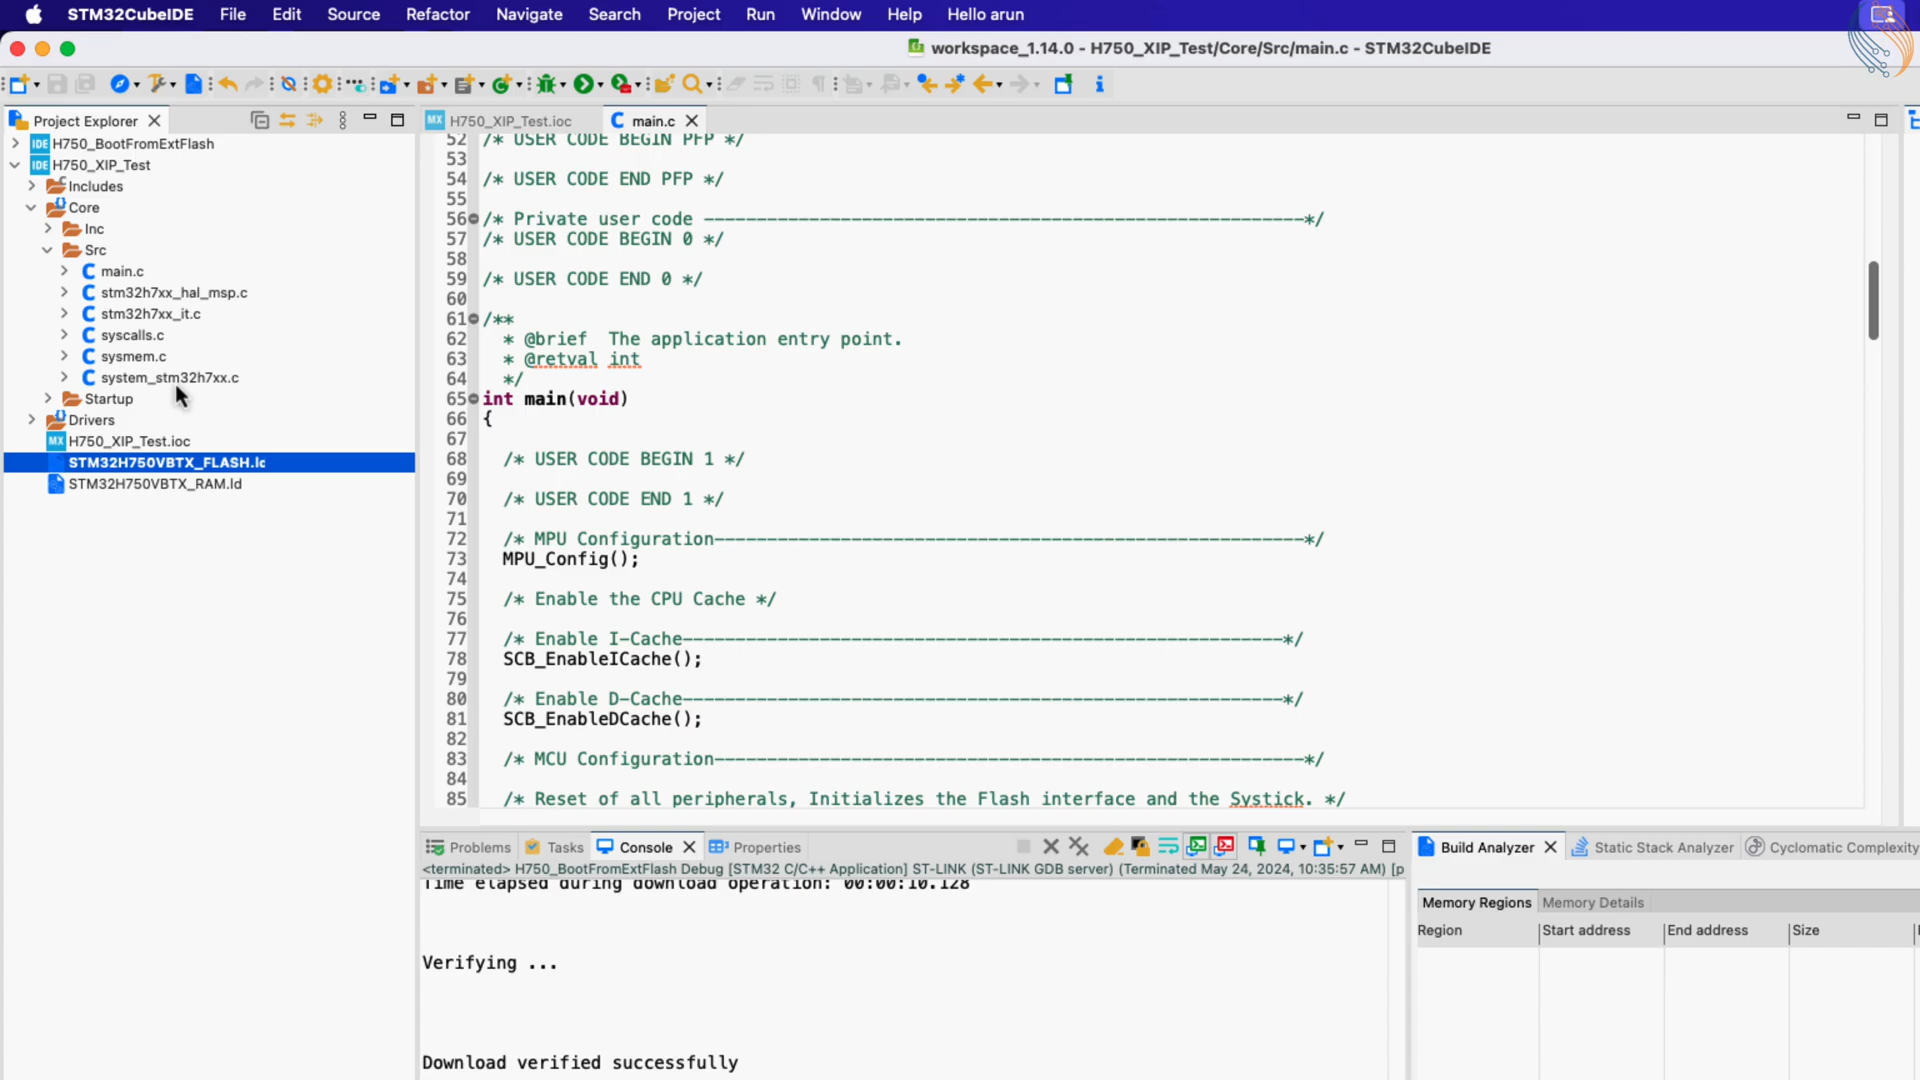 STM32CubeIDE File Edit Source Refactor Navigate Search Project Run Window Help Hello arun
workspace_1.14.0 - H750_XIP_Test/Core/Src/main.c - STM32CubeIDE
Project Explorer
IDE H750_BootFromExtFlash
IDE H750_XIP_Test
Includes
Core
Inc
Src
main.c
stm32h7xx_hal_msp.c
stm32h7xx_it.c
syscalls.c
sysmem.c
system_stm32h7xx.c
Startup
Drivers
MX H750_XIP_Test.ioc
STM32H750VBTX_FLASH.lc
STM32H750VBTX_RAM.ld
MX H750_XIP_Test.ioc main.c
52 /* USER CODE BEGIN PFP */
53
54 /* USER CODE END PFP */
55
56 /* Private user code ---------------------------------------------------------*/
57 /* USER CODE BEGIN 0 */
58
59 /* USER CODE END 0 */
60
61 /**
62 * @brief The application entry point.
63 * @retval int
64 */
65 int main(void)
66 {
67
68 /* USER CODE BEGIN 1 */
69
70 /* USER CODE END 1 */
71
72 /* MPU Configuration--------------------------------------------------------*/
73 MPU_Config();
74
75 /* Enable the CPU Cache */
76
77 /* Enable I-Cache---------------------------------------------------------*/
78 SCB_EnableICache();
79
80 /* Enable D-Cache---------------------------------------------------------*/
81 SCB_EnableDCache();
82
83 /* MCU Configuration--------------------------------------------------------*/
84
85 /* Reset of all peripherals, Initializes the Flash interface and the Systick. */
Problems Tasks Console Properties
<terminated> H750_BootFromExtFlash Debug [STM32 C/C++ Application] ST-LINK (ST-LINK GDB server) (Terminated May 24, 2024, 10:35:57 AM) [p
Time elapsed during download operation: 00:00:10.128
Verifying ...
Download verified successfully
Build Analyzer Static Stack Analyzer Cyclomatic Complexity
Memory Regions Memory Details
Region Start address End address Size